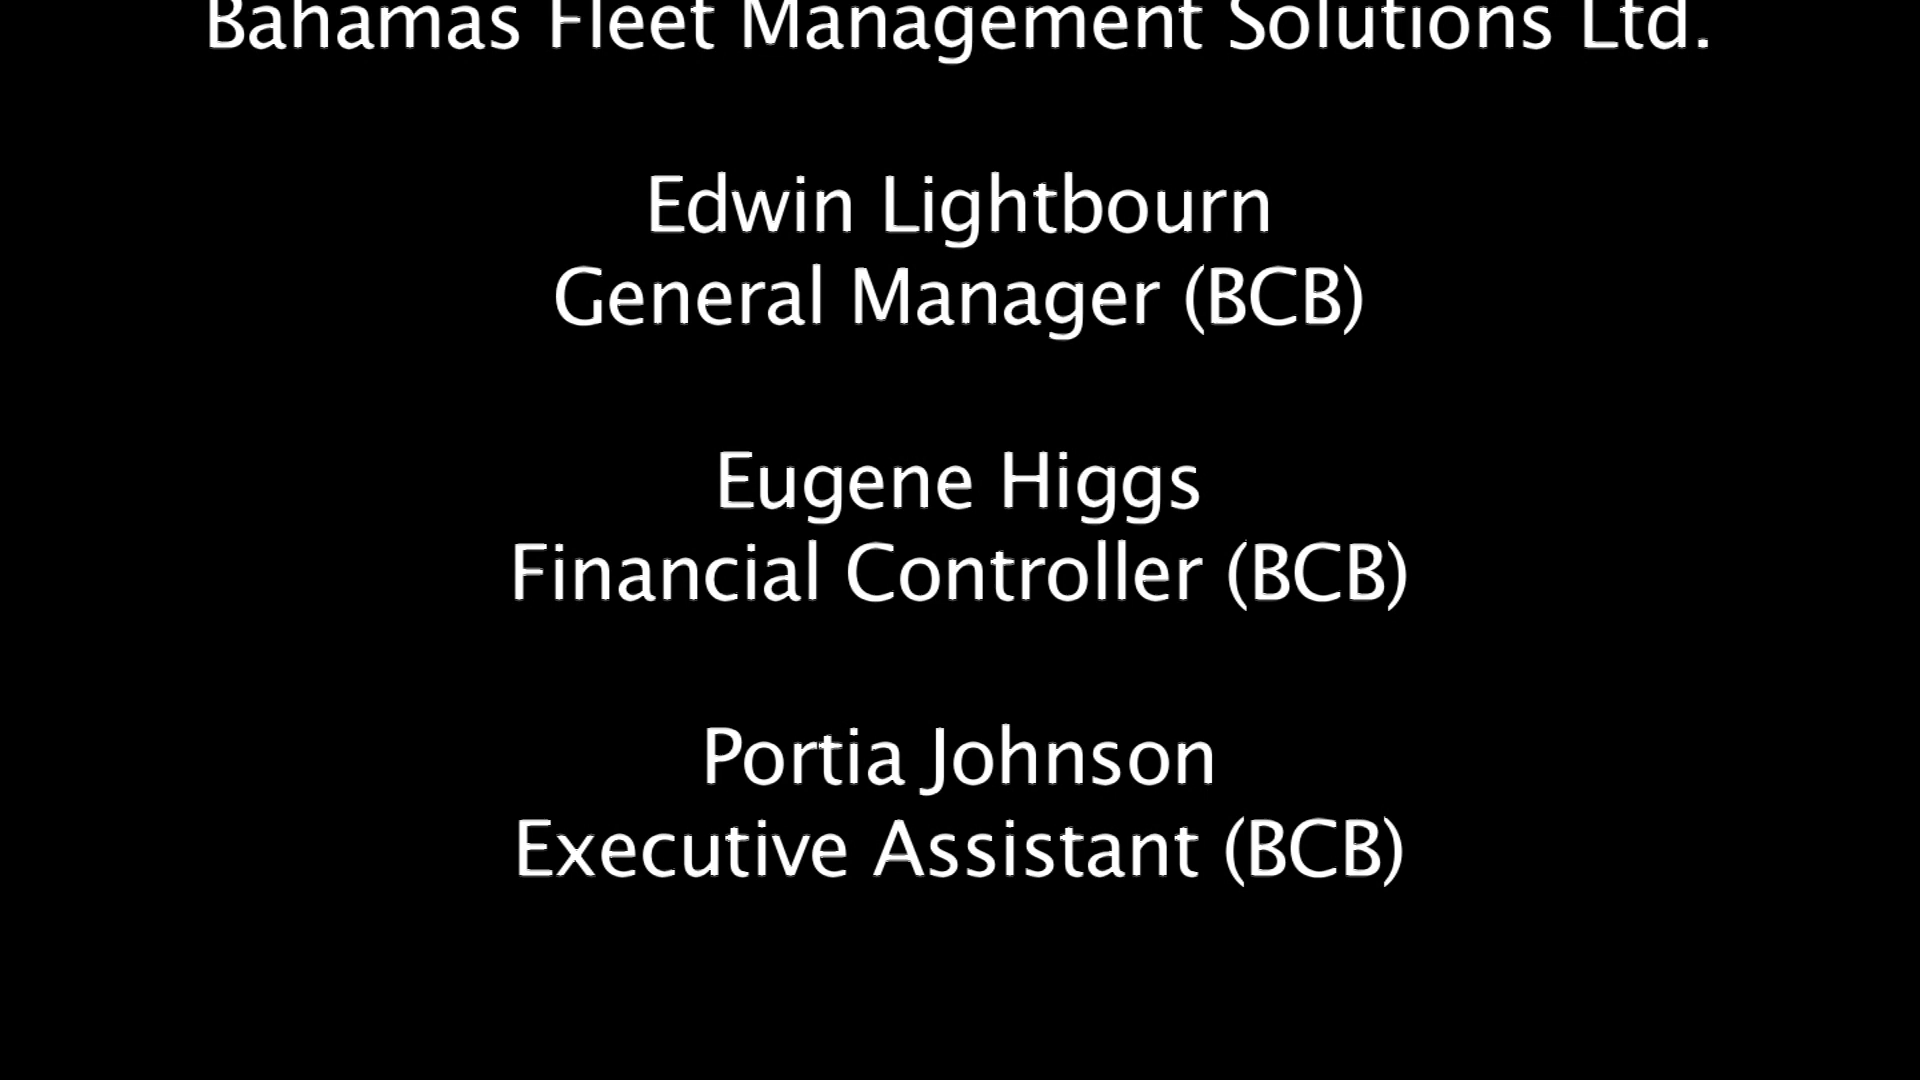 Bahamas Fleet Management Solutions Ltd.
Edwin Lightbourn
General Manager (BCB)
Eugene Higgs
Financial Controller (BCB)
Portia Johnson
Executive Assistant (BCB)